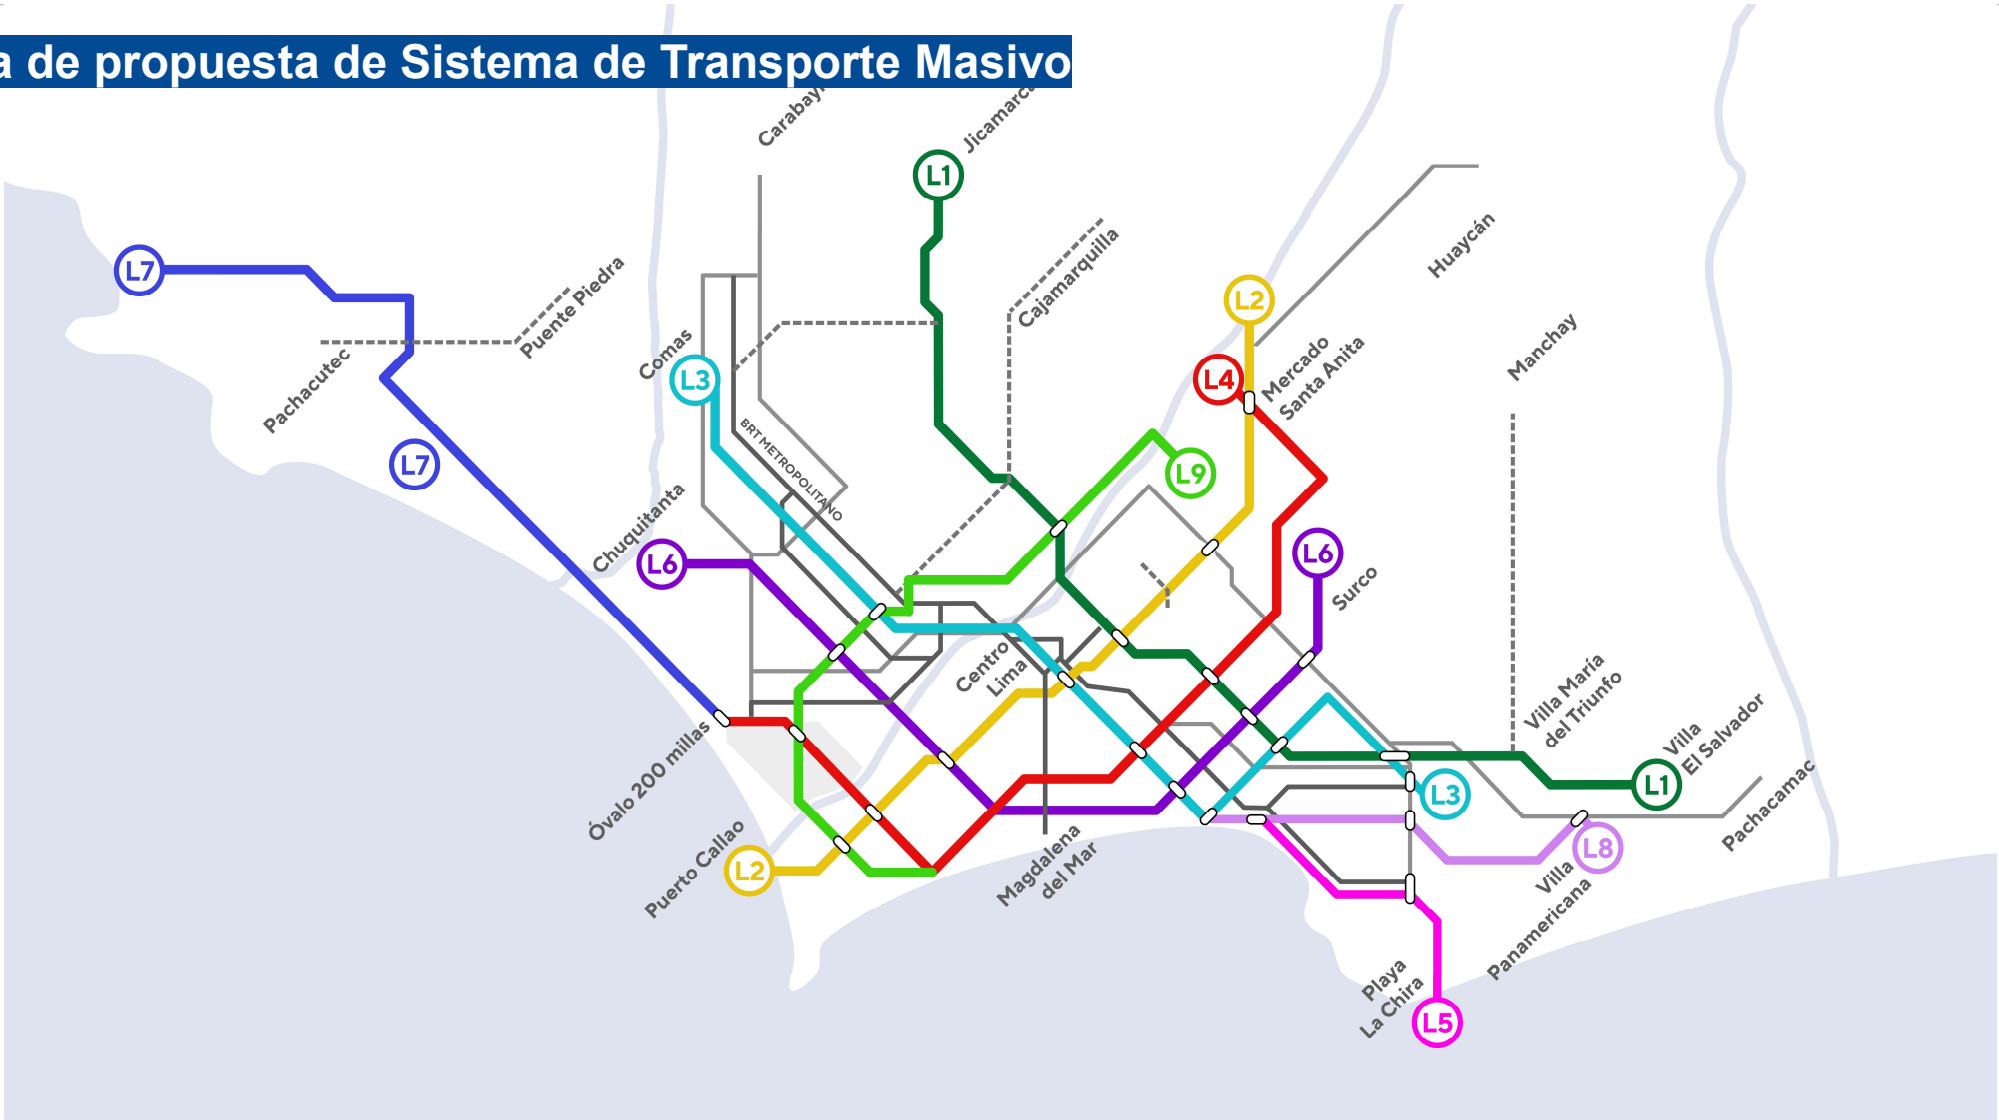 a de propuesta de Sistema de Transporte Masivo
Jicamarca
L1
Huaycán
Cajamarquilla
L7
Puente Piedra
L2
Comas
L3
Mercado
Santa Anita
L4
Manchay
Pachacutec
L7
BRT METROPOLITANO
L9
Chuquitanta
L6
L6
Surco
Centro
Lima
Villa María
del Triunfo
Villa
El Salvador
L1
L3
Óvalo 200 millas
Pachacamac
Puerto Callao
L2
Magdalena
del Mar
L8
Villa
Panamericana
Playa
La Chira
L5